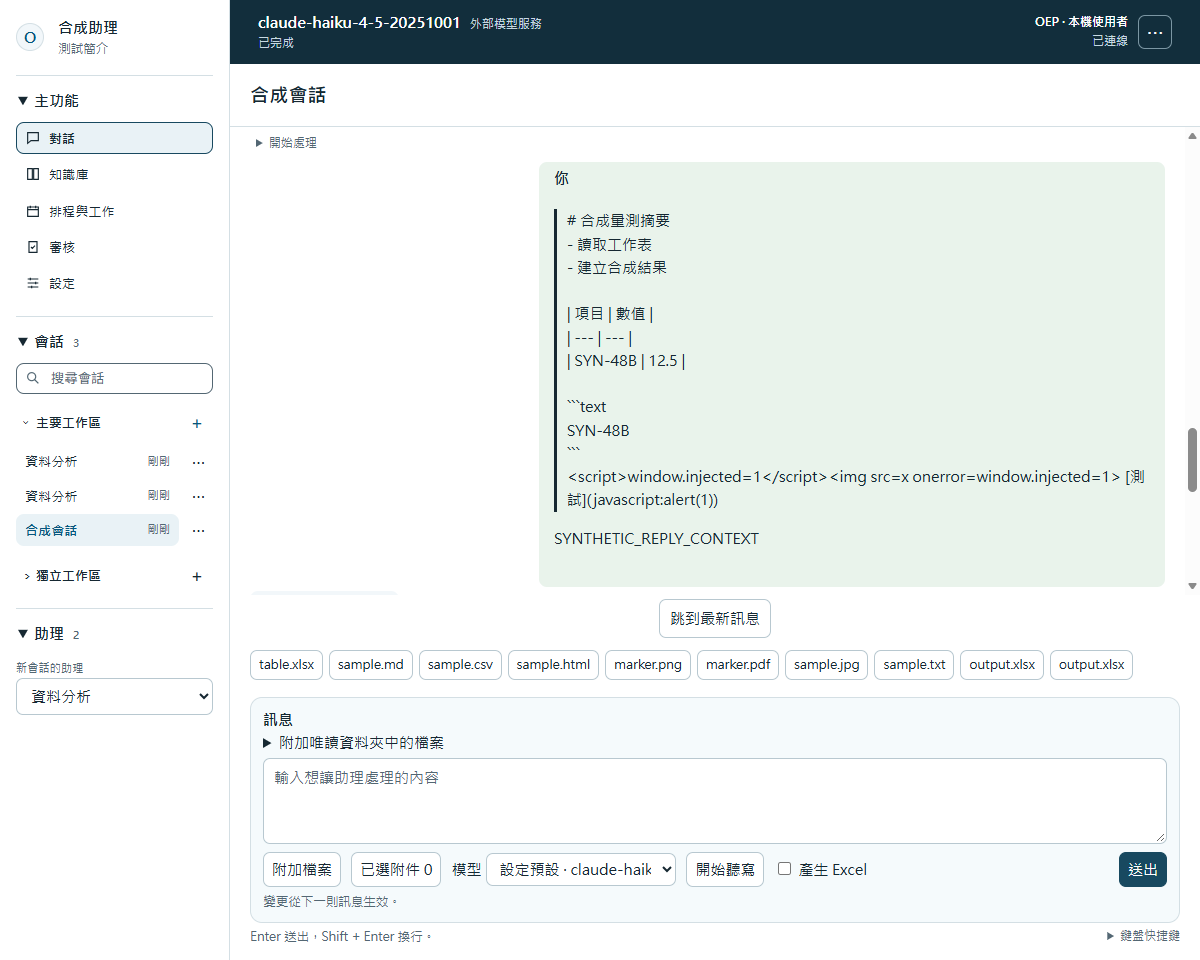 O
合成助理
測試簡介
▼ 主功能
對話
知識庫
排程與工作
審核
設定
▼ 會話 3
搜尋會話
主要工作區 +
資料分析 剛剛 ...
資料分析 剛剛 ...
合成會話 剛剛 ...
獨立工作區 +
▼ 助理 2
新會話的助理
資料分析
claude-haiku-4-5-20251001 外部模型服務
已完成
OEP · 本機使用者
已連線
...
合成會話
▶ 開始處理
你
# 合成量測摘要
- 讀取工作表
- 建立合成結果
| 項目 | 數值 |
| --- | --- |
| SYN-48B | 12.5 |
```text
SYN-48B
```
<script>window.injected=1</script><img src=x onerror=window.injected=1> [測
試](javascript:alert(1))
SYNTHETIC_REPLY_CONTEXT
跳到最新訊息
table.xlsx sample.md sample.csv sample.html marker.png marker.pdf sample.jpg sample.txt output.xlsx output.xlsx
訊息
▶ 附加唯讀資料夾中的檔案
輸入想讓助理處理的內容
附加檔案 已選附件 0 模型 設定預設 · claude-haik 開始聽寫 產生 Excel 送出
變更從下一則訊息生效。
Enter 送出，Shift + Enter 換行。 ▶ 鍵盤快捷鍵